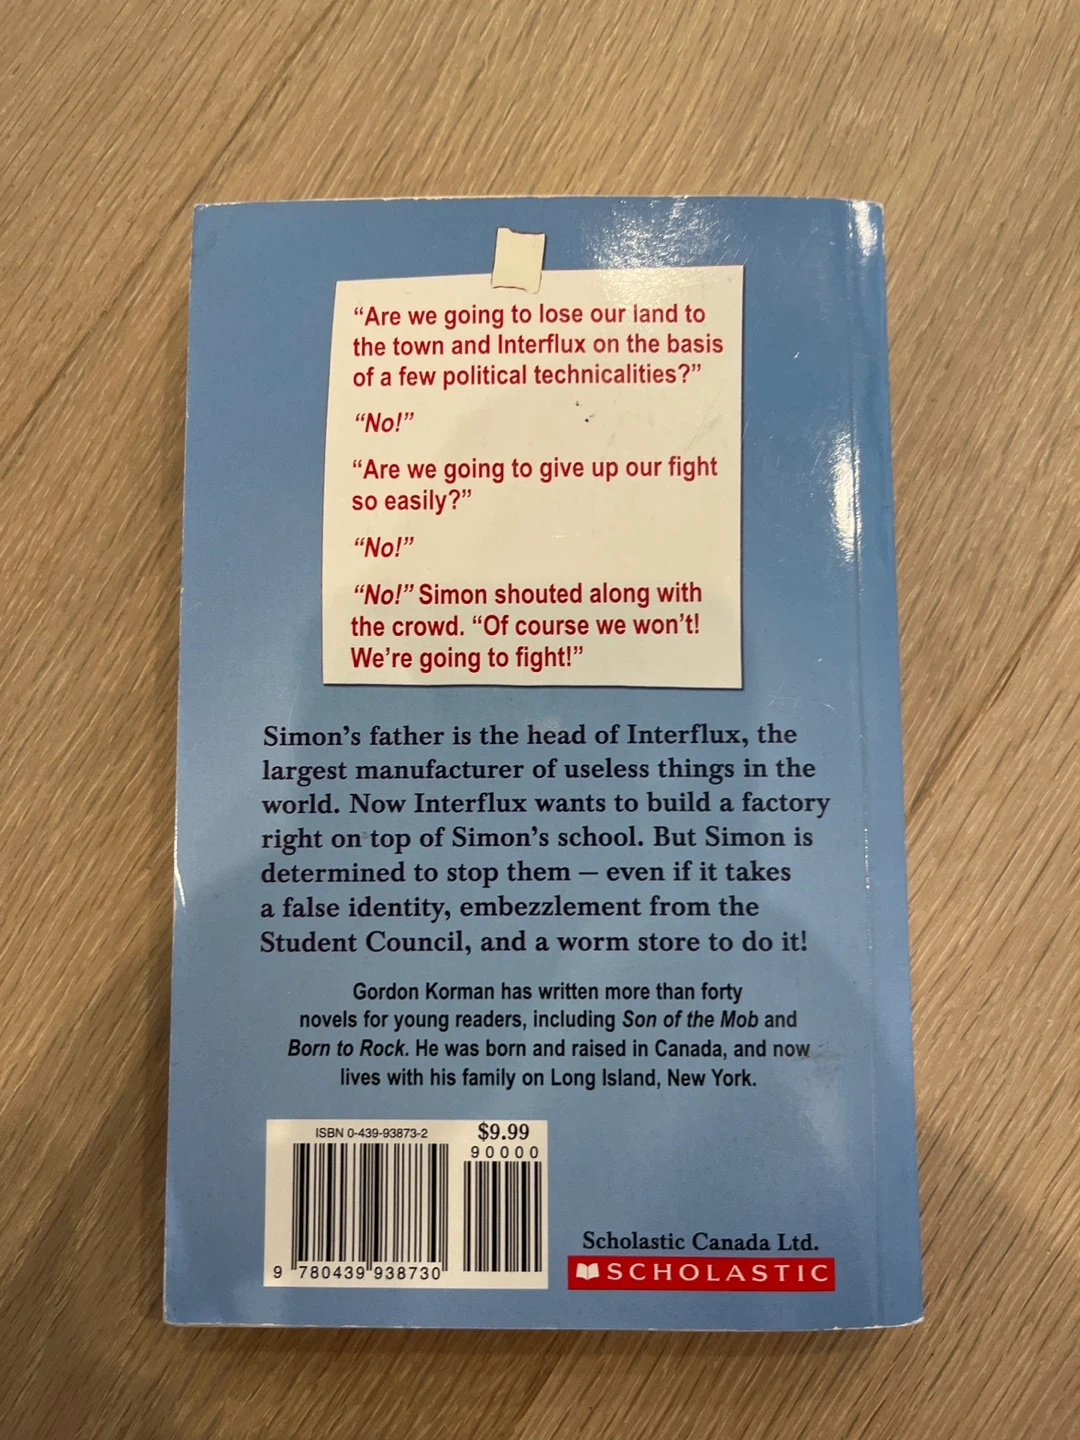 “Are we going to lose our land to
the town and Interflux on the basis
of a few political technicalities?”
“No!”
“Are we going to give up our fight
so easily?”
“No!”
“No!” Simon shouted along with
the crowd. “Of course we won’t!
We’re going to fight!”
Simon’s father is the head of Interflux, the
largest manufacturer of useless things in the
world. Now Interflux wants to build a factory
right on top of Simon’s school. But Simon is
determined to stop them — even if it takes
a false identity, embezzlement from the
Student Council, and a worm store to do it!
Gordon Korman has written more than forty
novels for young readers, including Son of the Mob and
Born to Rock. He was born and raised in Canada, and now
lives with his family on Long Island, New York.
ISBN 0-439-93873-2
$9.99
90000
9 780439 938730
Scholastic Canada Ltd.
SCHOLASTIC